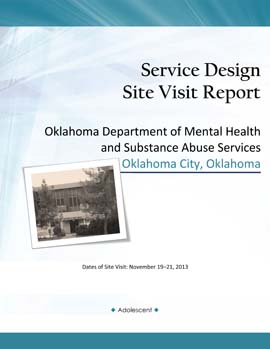 Service Design
Site Visit Report
Oklahoma Department of Mental Health
and Substance Abuse Services
Oklahoma City, Oklahoma
Dates of Site Visit: November 19–21, 2013
◆ Adolescent ◆